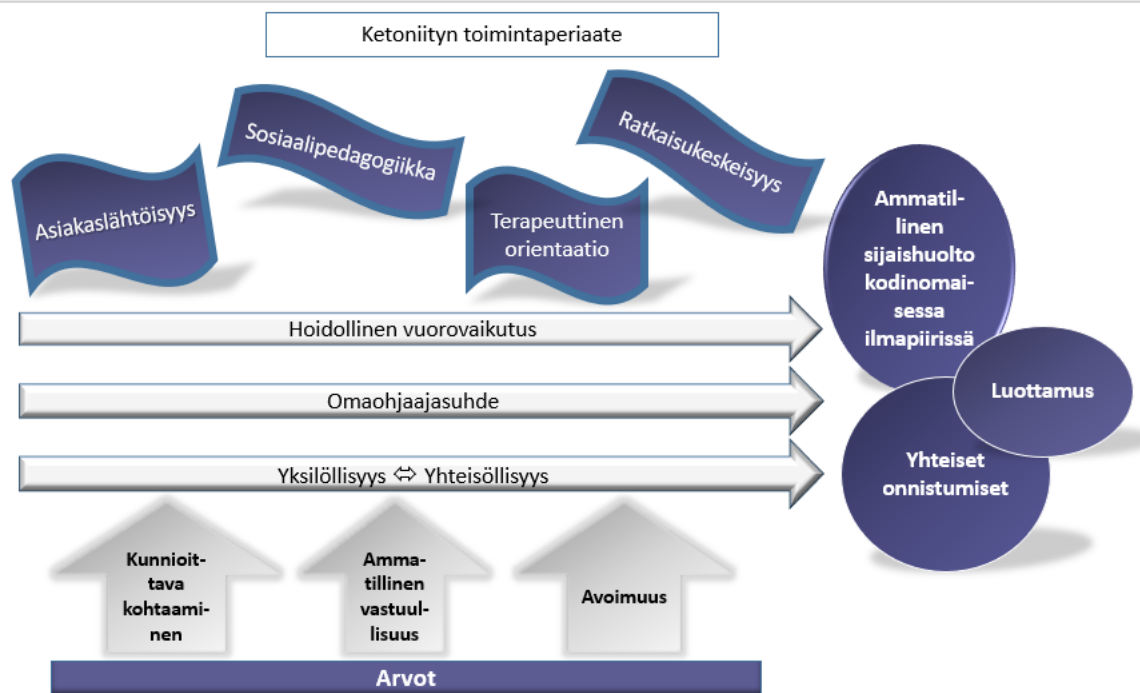 Ketoniityn toimintaperiaate
Asiakaslähtöisyys
Sosiaalipedagogiikka
Terapeuttinen
orientaatio
Ratkaisukeskeisyys
Ammatil-
linen
sijaishuolto
kodinomai-
sessa
ilmapiirissä
Hoidollinen vuorovaikutus
Omaohjaajasuhde
Yksilöllisyys ⬄ Yhteisöllisyys
Luottamus
Yhteiset
onnistumiset
Kunnioit-
tava
kohtaami-
nen
Amma-
tillinen
vastuul-
lisuus
Avoimuus
Arvot